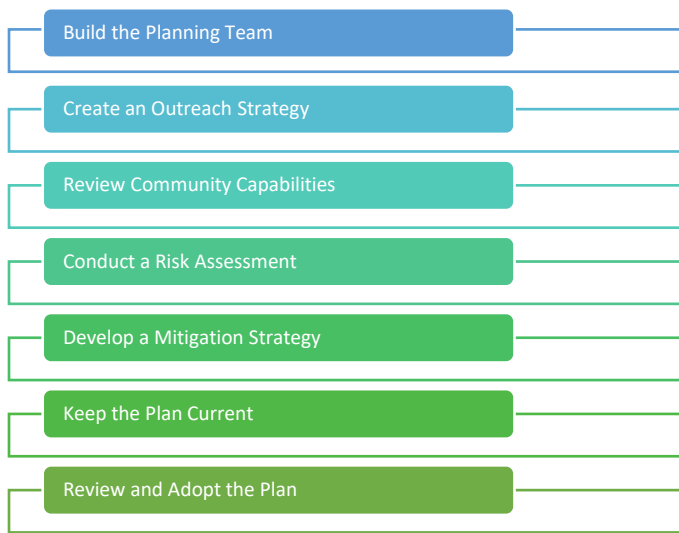 Build the Planning Team
Create an Outreach Strategy
Review Community Capabilities
Conduct a Risk Assessment
Develop a Mitigation Strategy
Keep the Plan Current
Review and Adopt the Plan